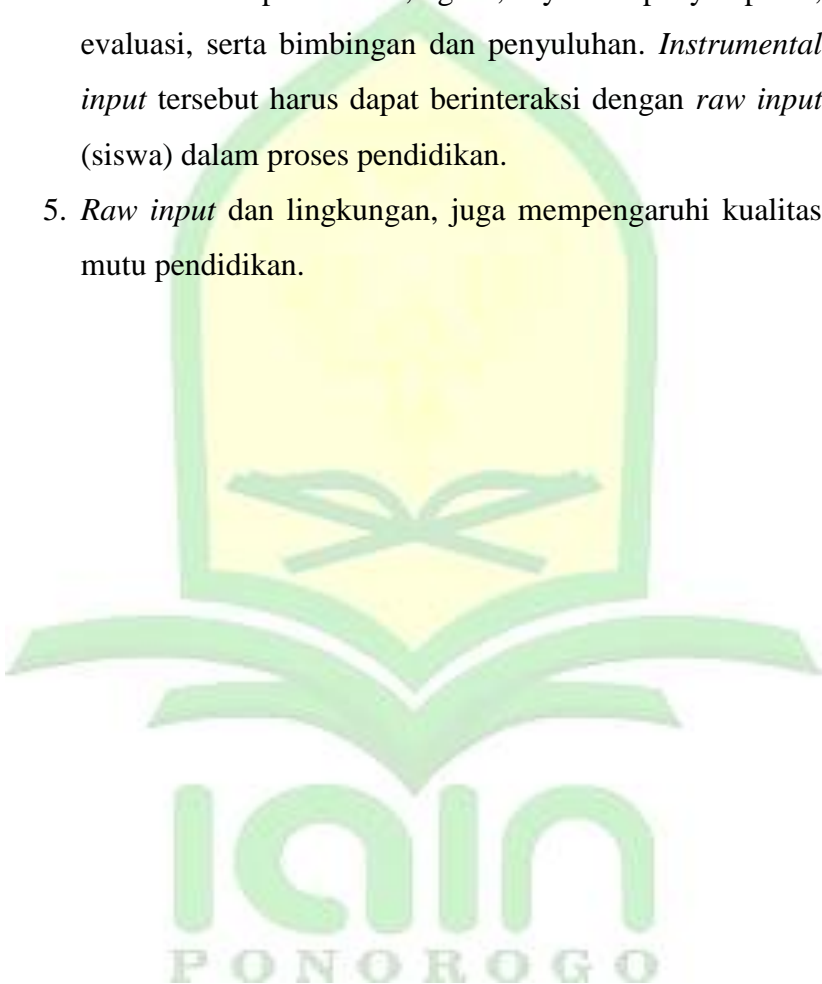 evaluasi, serta bimbingan dan penyuluhan. Instrumental
input tersebut harus dapat berinteraksi dengan raw input
(siswa) dalam proses pendidikan.
5. Raw input dan lingkungan, juga mempengaruhi kualitas
mutu pendidikan.
iain
PONOROGO